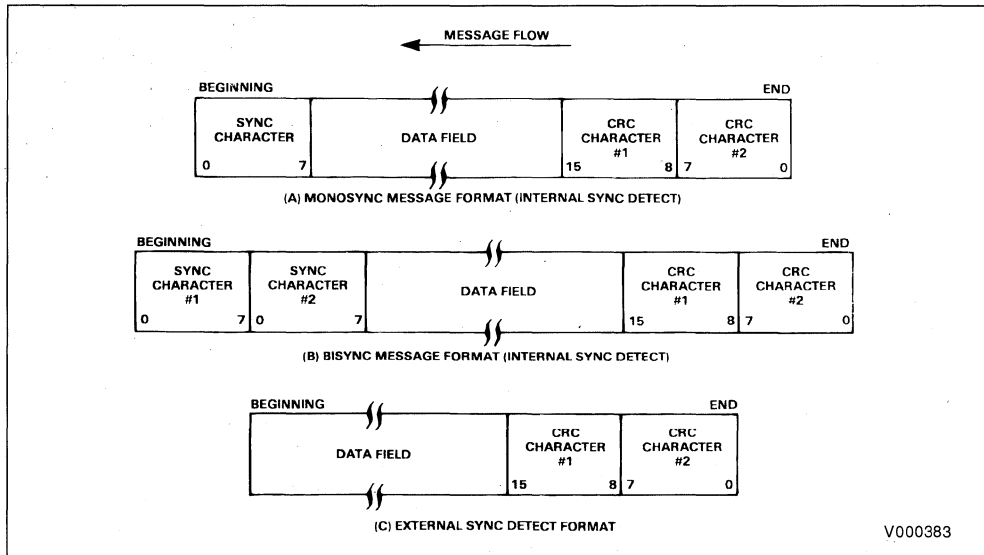 MESSAGE FLOW
BEGINNING END
SYNC CHARACTER DATA FIELD CRC CHARACTER #1 CRC CHARACTER #2
0 7 15 8 7 0
(A) MONOSYNC MESSAGE FORMAT (INTERNAL SYNC DETECT)
BEGINNING END
SYNC CHARACTER #1 SYNC CHARACTER #2 DATA FIELD CRC CHARACTER #1 CRC CHARACTER #2
0 7 0 7 15 8 7 0
(B) BISYNC MESSAGE FORMAT (INTERNAL SYNC DETECT)
BEGINNING END
DATA FIELD CRC CHARACTER #1 CRC CHARACTER #2
15 8 7 0
(C) EXTERNAL SYNC DETECT FORMAT
V000383